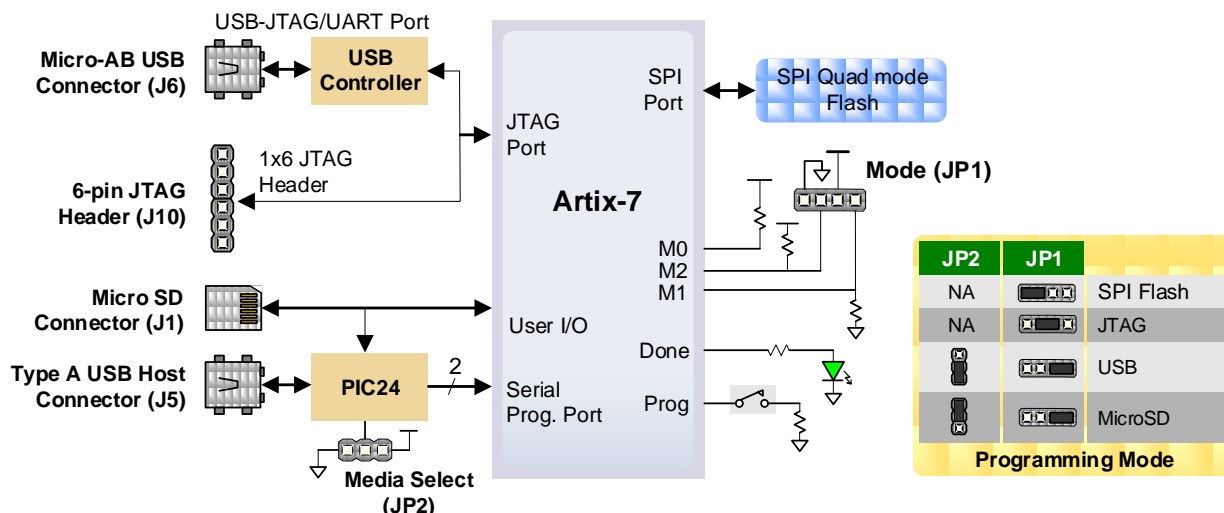 USB-JTAG/UART Port
Micro-AB USB
Connector (J6)
USB
Controller
6-pin JTAG
Header (J10)
1x6 JTAG
Header
Micro SD
Connector (J1)
Type A USB Host
Connector (J5)
PIC24
2
Media Select
(JP2)
JTAG
Port
User I/O
Serial
Prog. Port
Artix-7
SPI
Port
M0
M2
M1
Done
Prog
SPI Quad mode
Flash
Mode (JP1)
JP2 JP1
NA SPI Flash
NA JTAG
USB
MicroSD
Programming Mode